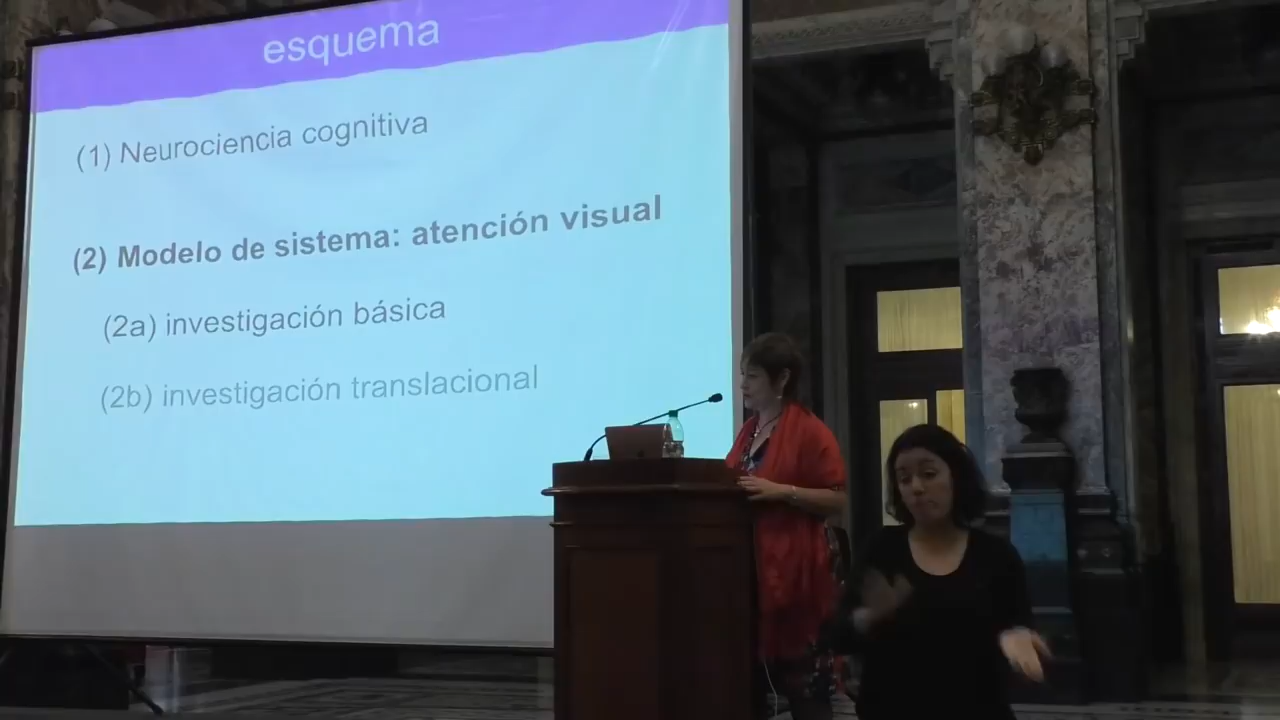 esquema
(1) Neurociencia cognitiva
(2) Modelo de sistema: atención visual
(2a) investigación básica
(2b) investigación translacional